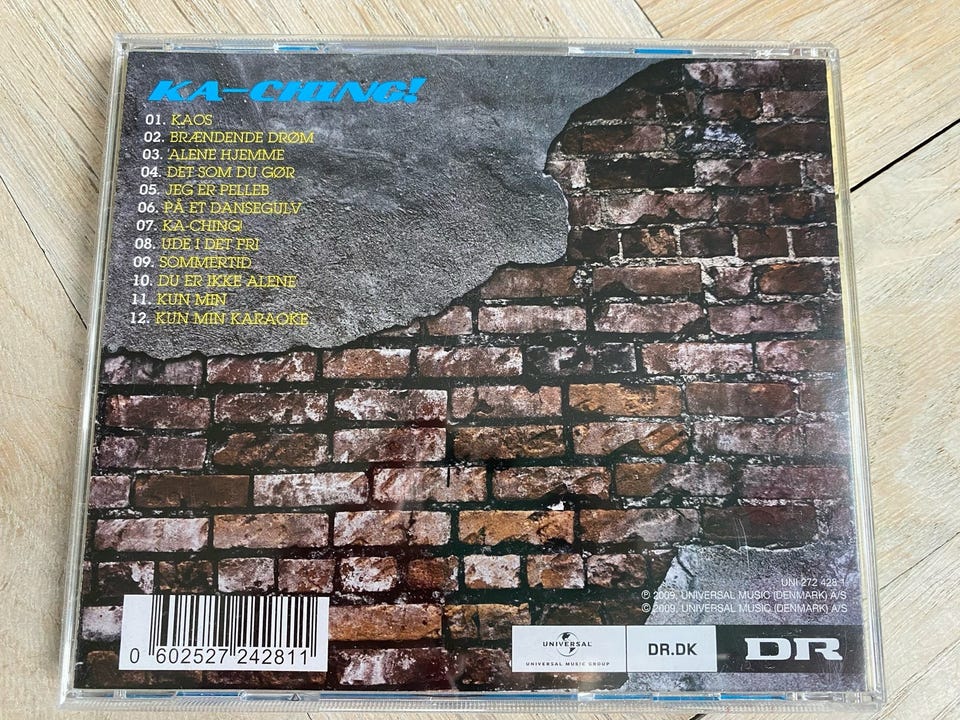 KA-CHING!
01. KAOS
02. BRÆNDENDE DRØM
03. ALENE HJEMME
04. DET SOM DU GØR
05. JEG ER PELLEB
06. PÅ ET DANSEGULV
07. KA-CHING!
08. UDE I DET FRI
09. SOMMERTID
10. DU ER IKKE ALENE
11. KUN MIN
12. KUN MIN KARAOKE
UNI 272 428 1
℗ 2009, UNIVERSAL MUSIC (DENMARK) A/S
© 2009, UNIVERSAL MUSIC (DENMARK) A/S
0 602527 242811
UNIVERSAL
UNIVERSAL MUSIC GROUP
DR.DK
DR